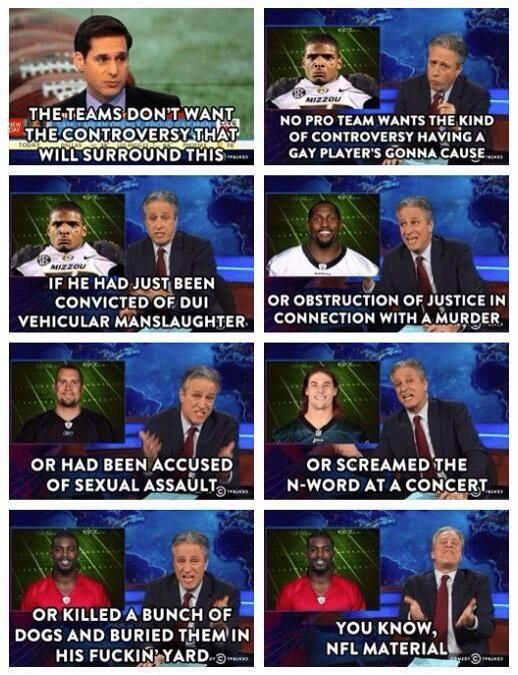 THE TEAMS DON'T WANT
THE CONTROVERSY THAT
WILL SURROUND THIS
MIZZOU
NO PRO TEAM WANTS THE KIND
OF CONTROVERSY HAVING A
GAY PLAYER'S GONNA CAUSE
MIZZOU
IF HE HAD JUST BEEN
CONVICTED OF DUI
VEHICULAR MANSLAUGHTER
OR OBSTRUCTION OF JUSTICE IN
CONNECTION WITH A MURDER
OR HAD BEEN ACCUSED
OF SEXUAL ASSAULT
OR SCREAMED THE
N-WORD AT A CONCERT
OR KILLED A BUNCH OF
DOGS AND BURIED THEM IN
HIS FUCKIN' YARD.
YOU KNOW,
NFL MATERIAL